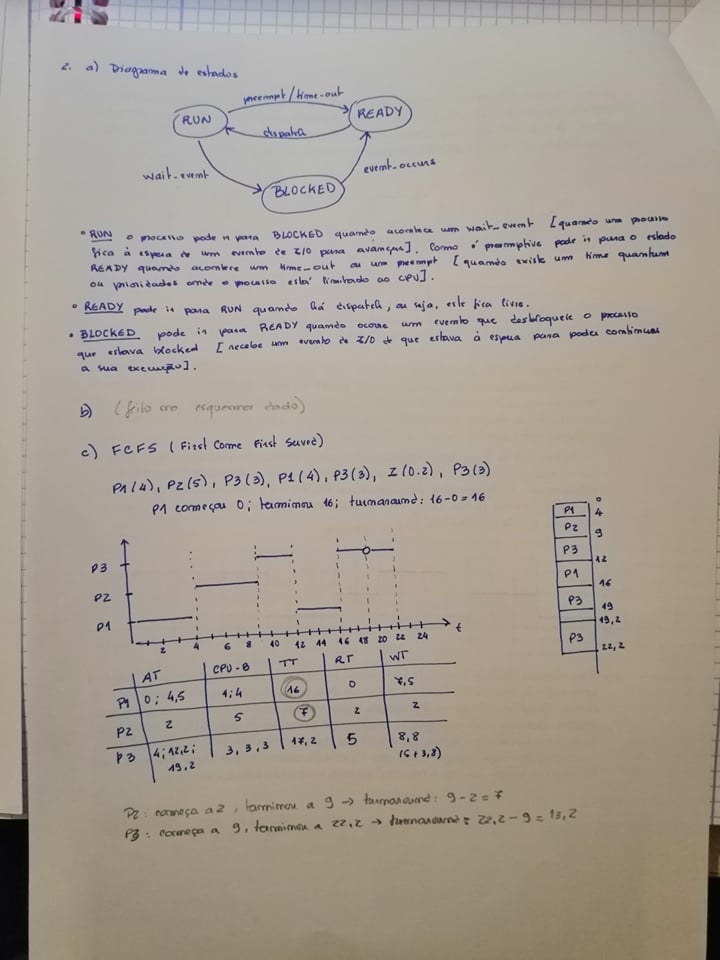 2. a) Diagrama de estados
preempt/time-out
RUN
READY
dispatch
wait_event
event_occurs
BLOCKED
• RUN o processo pode ir para BLOCKED quando acontece um wait_event [quando um processo
fica à espera de um evento de I/O para avançar]. Como é preemptive pode ir para o estado
READY quando acontece um time_out ou um preempt [quando existe um time quantum
ou prioridades onde o processo está limitado ao CPU].
• READY pode ir para RUN quando há dispatch, ou seja, este fica livre.
• BLOCKED pode ir para READY quando ocorre um evento que desbloqueie o processo
que estava blocked [recebe um evento de I/O de que estava à espera para poder continuar
a sua execução].
b) (feito no esquema dado)
c) FCFS (First Come First Served)
P1(4), P2(5), P3(3), P1(4), P3(3), I(0.2), P3(3)
P1 começou 0; terminou 16; turnaround: 16-0=16
P3
P2
P1
2 4 6 8 10 12 14 16 18 20 22 24 t
P1 0
4
P2 9
P3 12
P1 16
P3 19
19,2
P3 22,2
AT CPU-B TT RT WT
P1 0; 4,5 4;4 16 0 7,5
P2 2 5 7 2 2
P3 4;12,2; 3, 3, 3 17,2 5 8,8
19,2 (5+3,8)
P2: começa a 2, terminou a 9 → turnaround: 9-2=7
P3: começa a 9, terminou a 22,2 → turnaround: 22,2-9=13,2